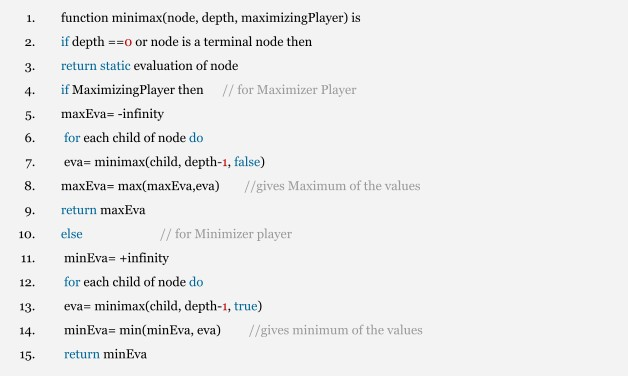 1. function minimax(node, depth, maximizingPlayer) is
2. if depth ==0 or node is a terminal node then
3. return static evaluation of node
4. if MaximizingPlayer then // for Maximizer Player
5. maxEva= -infinity
6. for each child of node do
7. eva= minimax(child, depth-1, false)
8. maxEva= max(maxEva,eva) //gives Maximum of the values
9. return maxEva
10. else // for Minimizer player
11. minEva= +infinity
12. for each child of node do
13. eva= minimax(child, depth-1, true)
14. minEva= min(minEva, eva) //gives minimum of the values
15. return minEva